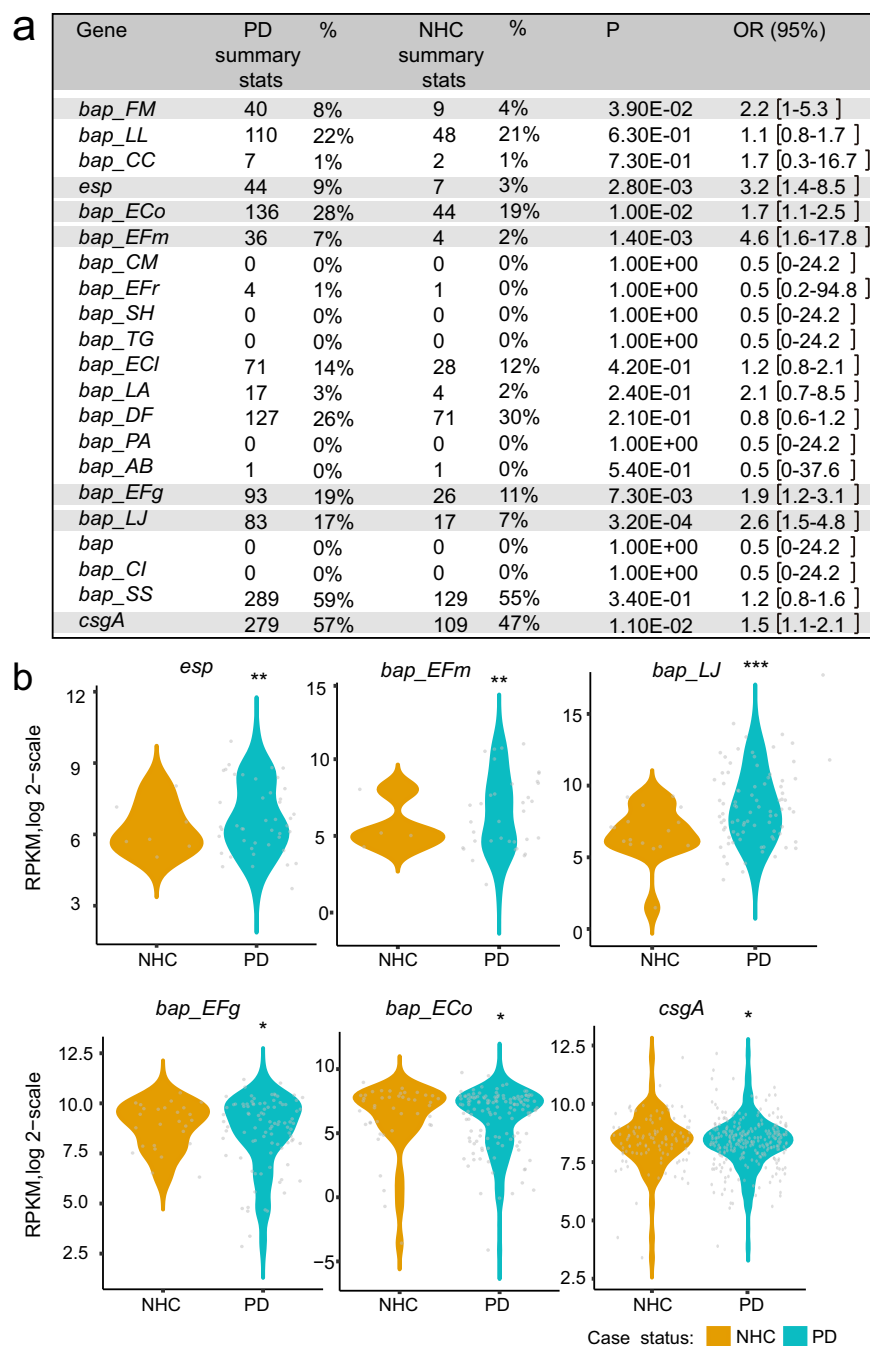 a
Gene PD summary stats % NHC summary stats % P OR (95%)
bap_FM 40 8% 9 4% 3.90E-02 2.2 [1-5.3 ]
bap_LL 110 22% 48 21% 6.30E-01 1.1 [0.8-1.7 ]
bap_CC 7 1% 2 1% 7.30E-01 1.7 [0.3-16.7 ]
esp 44 9% 7 3% 2.80E-03 3.2 [1.4-8.5 ]
bap_ECo 136 28% 44 19% 1.00E-02 1.7 [1.1-2.5 ]
bap_EFm 36 7% 4 2% 1.40E-03 4.6 [1.6-17.8 ]
bap_CM 0 0% 0 0% 1.00E+00 0.5 [0-24.2 ]
bap_EFr 4 1% 1 0% 1.00E+00 0.5 [0.2-94.8 ]
bap_SH 0 0% 0 0% 1.00E+00 0.5 [0-24.2 ]
bap_TG 0 0% 0 0% 1.00E+00 0.5 [0-24.2 ]
bap_ECl 71 14% 28 12% 4.20E-01 1.2 [0.8-2.1 ]
bap_LA 17 3% 4 2% 2.40E-01 2.1 [0.7-8.5 ]
bap_DF 127 26% 71 30% 2.10E-01 0.8 [0.6-1.2 ]
bap_PA 0 0% 0 0% 1.00E+00 0.5 [0-24.2 ]
bap_AB 1 0% 1 0% 5.40E-01 0.5 [0-37.6 ]
bap_EFg 93 19% 26 11% 7.30E-03 1.9 [1.2-3.1 ]
bap_LJ 83 17% 17 7% 3.20E-04 2.6 [1.5-4.8 ]
bap 0 0% 0 0% 1.00E+00 0.5 [0-24.2 ]
bap_CI 0 0% 0 0% 1.00E+00 0.5 [0-24.2 ]
bap_SS 289 59% 129 55% 3.40E-01 1.2 [0.8-1.6 ]
csgA 279 57% 109 47% 1.10E-02 1.5 [1.1-2.1 ]
b
esp
**
RPKM,log 2−scale
12
9
6
3
NHC PD
bap_EFm
**
15
10
5
0
NHC PD
bap_LJ
***
15
10
5
0
NHC PD
bap_EFg
*
RPKM,log 2−scale
12.5
10.0
7.5
5.0
2.5
NHC PD
bap_ECo
*
10
5
0
−5
NHC PD
csgA
*
12.5
10.0
7.5
5.0
2.5
NHC PD
Case status: NHC PD